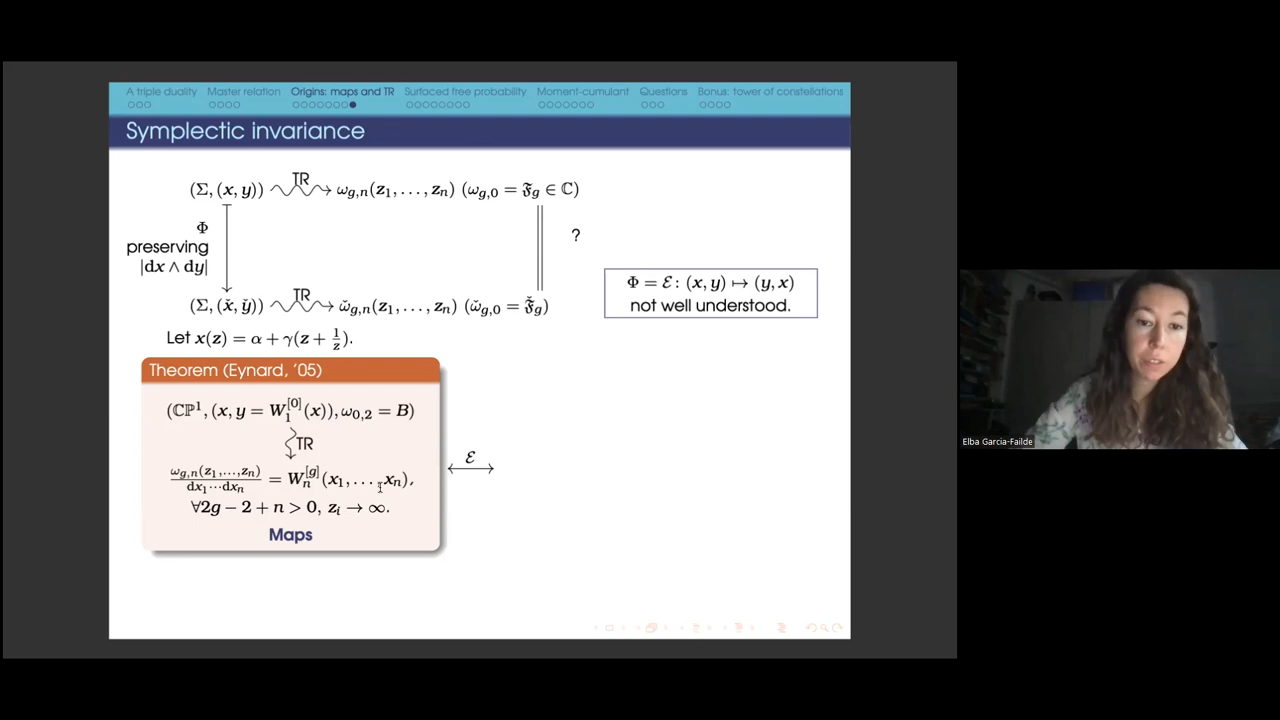 A triple duality Master relation Origins: maps and TR Surfaced free probability Moment-cumulant Questions Bonus: tower of constellations
Symplectic invariance
(Σ, (x, y)) TR ω_{g,n}(z_1, . . . , z_n) (ω_{g,0} = 𝔉_g ∈ ℂ)
Φ
preserving
|dx ∧ dy|
?
Φ = ℰ: (x, y) ↦ (y, x)
not well understood.
(Σ, (x̌, y̌)) TR ω̌_{g,n}(z_1, . . . , z_n) (ω̌_{g,0} = 𝔉̌_g)
Let x(z) = α + γ(z + 1/z).
Theorem (Eynard, '05)
(ℂℙ^1, (x, y = W_1^{[0]}(x)), ω_{0,2} = B)
TR
ω_{g,n}(z_1,...,z_n)/dx_1···dx_n = W_n^{[g]}(x_1, . . . , x_n),
∀2g − 2 + n > 0, z_i → ∞.
Maps
ℰ
Elba Garcia-Failde